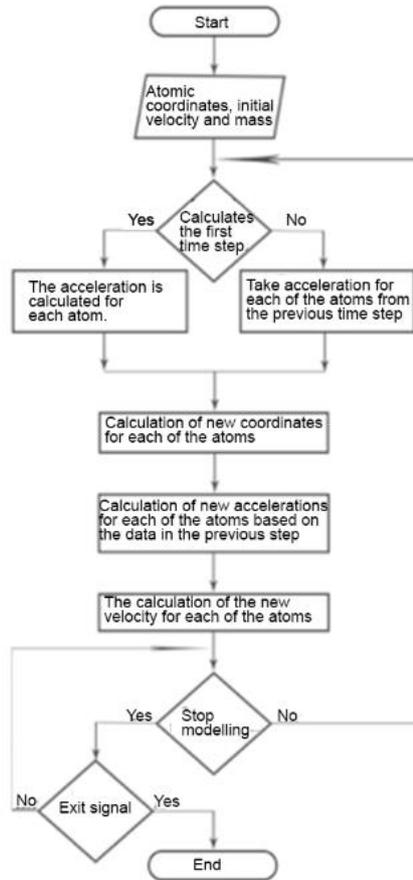 Start
Atomic
coordinates, initial
velocity and mass
Yes
No
Calculates
the first
time step
The acceleration is
calculated for
each atom.
Take acceleration for
each of the atoms from
the previous time step
Calculation of new coordinates
for each of the atoms
Calculation of new accelerations
for each of the atoms based on
the data in the previous step
The calculation of the new
velocity for each of the atoms
Yes
Stop
modelling
No
No
Exit signal
Yes
End